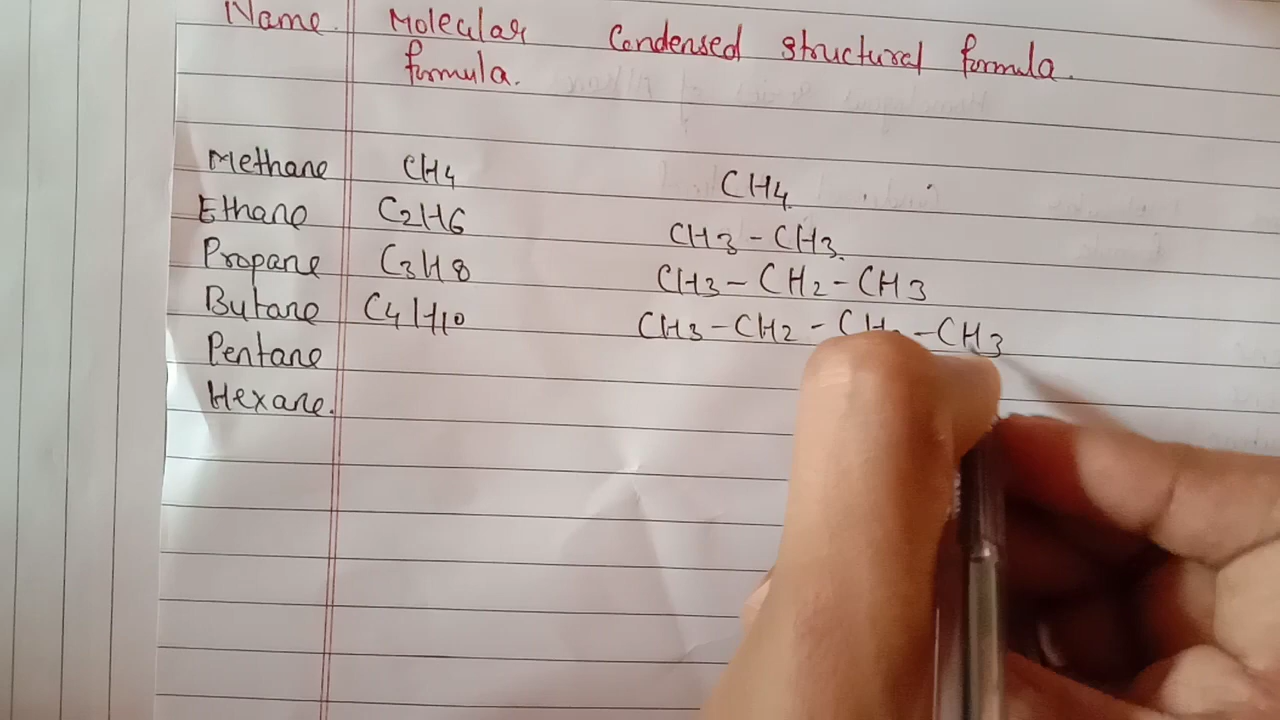 Name. Molecular Condensed structural formula.
formula.
Methane CH4 CH4
Ethane C2H6 CH3-CH3
Propane C3H8 CH3-CH2-CH3
Butane C4H10 CH3-CH2-CH2-CH3
Pentane
Hexane.